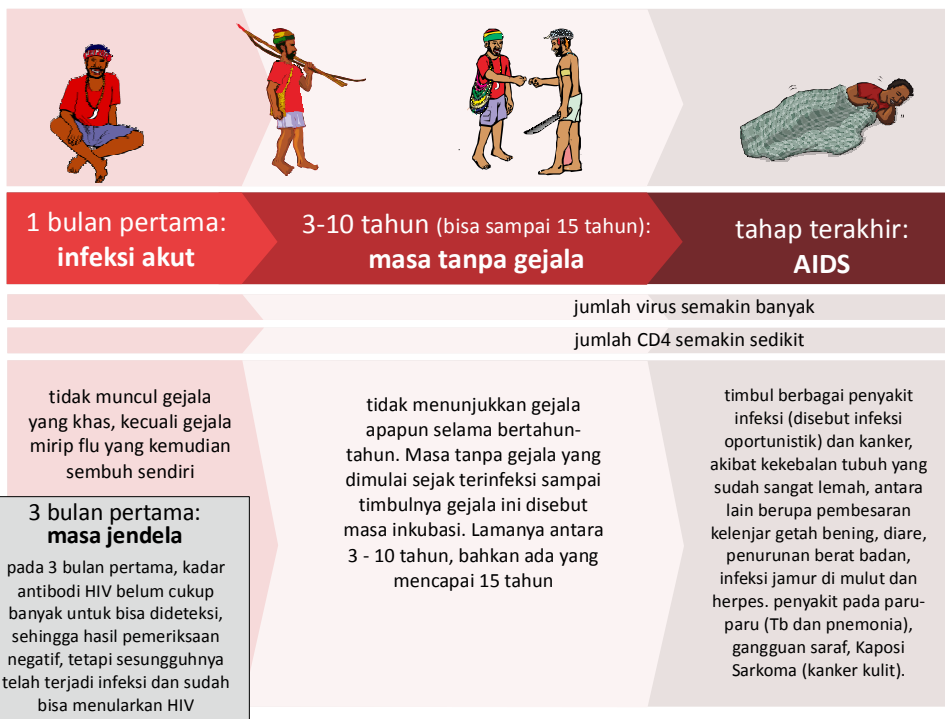 1 bulan pertama:
infeksi akut
3-10 tahun (bisa sampai 15 tahun):
masa tanpa gejala
tahap terakhir:
AIDS
jumlah virus semakin banyak
jumlah CD4 semakin sedikit
tidak muncul gejala
yang khas, kecuali gejala
mirip flu yang kemudian
sembuh sendiri
3 bulan pertama:
masa jendela
pada 3 bulan pertama, kadar
antibodi HIV belum cukup
banyak untuk bisa dideteksi,
sehingga hasil pemeriksaan
negatif, tetapi sesungguhnya
telah terjadi infeksi dan sudah
bisa menularkan HIV
tidak menunjukkan gejala
apapun selama bertahun-
tahun. Masa tanpa gejala yang
dimulai sejak terinfeksi sampai
timbulnya gejala ini disebut
masa inkubasi. Lamanya antara
3 - 10 tahun, bahkan ada yang
mencapai 15 tahun
timbul berbagai penyakit
infeksi (disebut infeksi
oportunistik) dan kanker,
akibat kekebalan tubuh yang
sudah sangat lemah, antara
lain berupa pembesaran
kelenjar getah bening, diare,
penurunan berat badan,
infeksi jamur di mulut dan
herpes. penyakit pada paru-
paru (Tb dan pnemonia),
gangguan saraf, Kaposi
Sarkoma (kanker kulit).